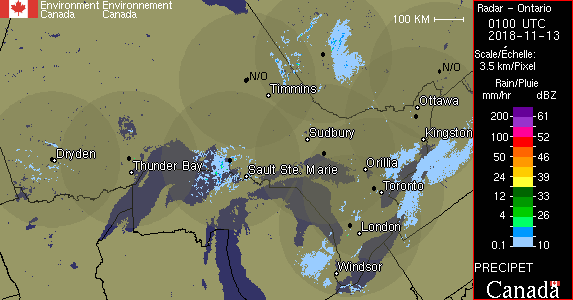 Environment Environnement
Canada Canada
100 KM
N/O
N/O
Timmins
Ottawa
Sudbury
Kingston
Dryden
Thunder Bay
Sault Ste. Marie
Orillia
Toronto
London
Windsor
Radar - Ontario
0100 UTC
2018-11-13
Scale/Échelle:
3.5 km/Pixel
Rain/Pluie
mm/hr dBZ
200 61
100 52
50 46
24 39
12 33
4 26
0.1 10
PRECIPET
Canada